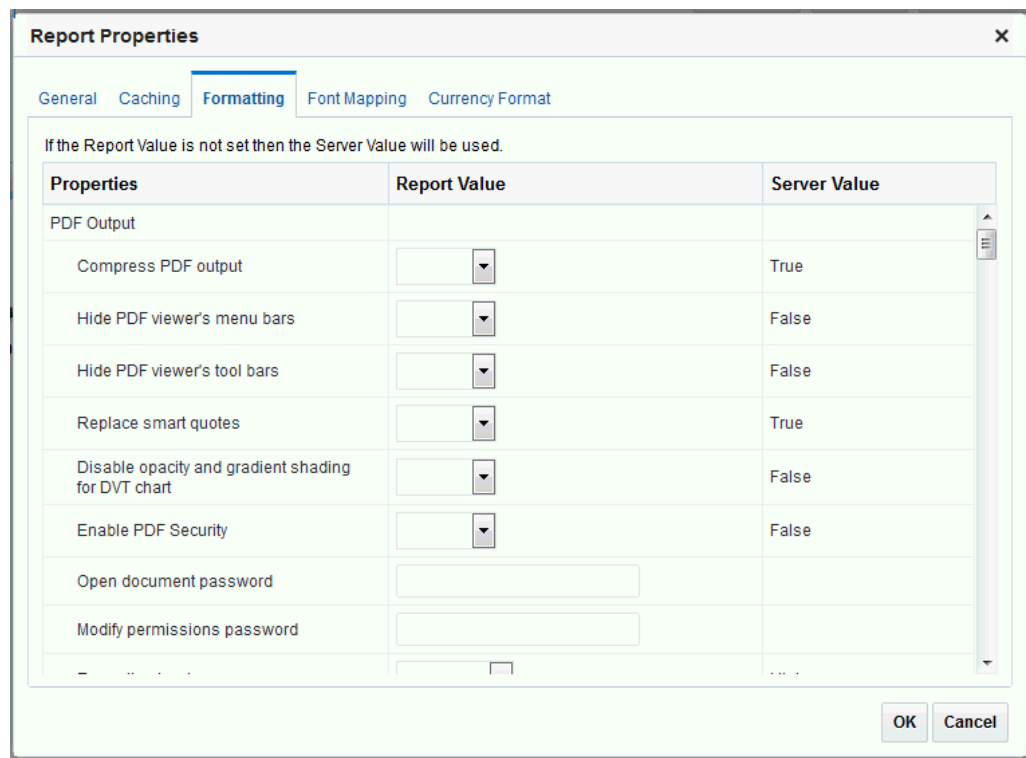 Report Properties
General Caching Formatting Font Mapping Currency Format
If the Report Value is not set then the Server Value will be used.
Properties Report Value Server Value
PDF Output
Compress PDF output True
Hide PDF viewer's menu bars False
Hide PDF viewer's tool bars False
Replace smart quotes True
Disable opacity and gradient shading
for DVT chart False
Enable PDF Security False
Open document password
Modify permissions password
OK Cancel